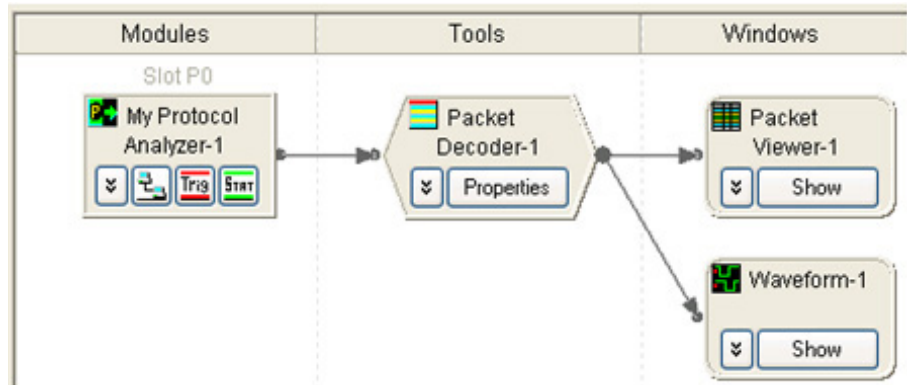 Modules Tools Windows
Slot P0
My Protocol
Analyzer-1
Trig
START
Packet
Decoder-1
Properties
Packet
Viewer-1
Show
Waveform-1
Show